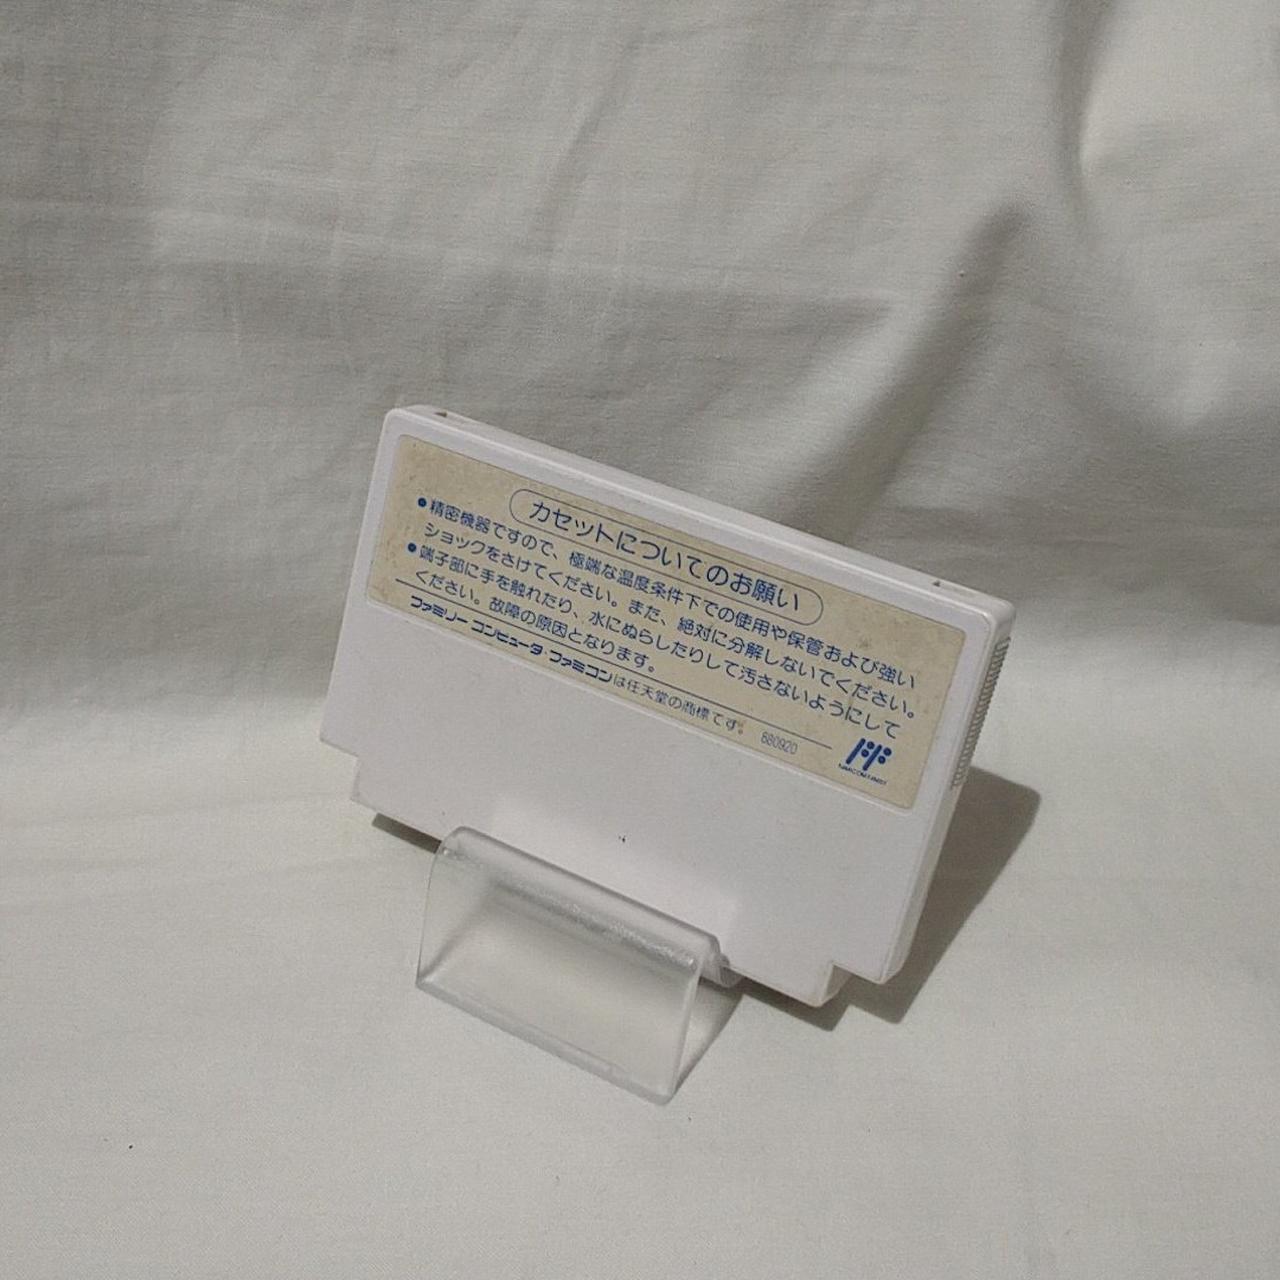 カセットについてのお願い
●精密機器ですので、極端な温度条件下での使用や保管および強い
ショックをさけてください。また、絶対に分解しないでください。
●端子部に手を触れたり、水にぬらしたりして汚さないようにして
ください。故障の原因となります。
ファミリー コンピュータ・ファミコンは任天堂の商標です。 680920